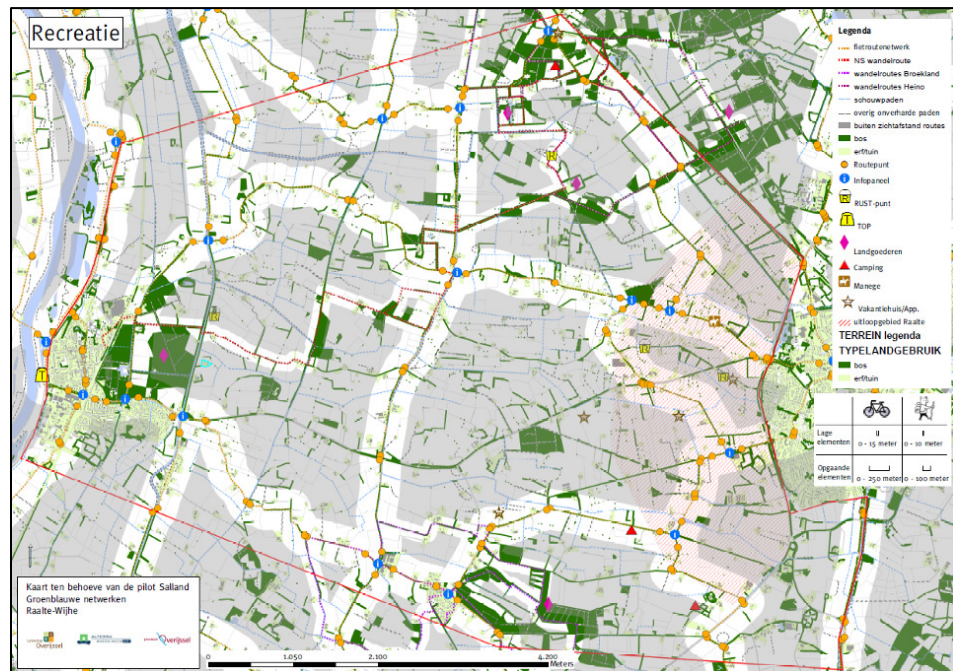 Recreatie
Legenda
fietroutenetwerk
NS wandelroute
wandelroutes Broekland
wandelroutes Heino
schouwpaden
overig onverharde paden
buiten zichtafstand routes
bos
erf/tuin
Routepunt
Infopaneel
RUST-punt
TOP
Landgoederen
Camping
Manege
Vakantiehuis/App.
uitloopgebied Raalte
TERREIN legenda
TYPELANDGEBRUIK
bos
erf/tuin
Lage elementen 0 - 15 meter 0 - 10 meter
Opgaande elementen 0 - 250 meter 0 - 100 meter
Kaart ten behoeve van de pilot Salland
Groenblauwe netwerken
Raalte-Wijhe
Overijssel ALTERRA Overijssel
0 1.050 2.100 4.200
Meters